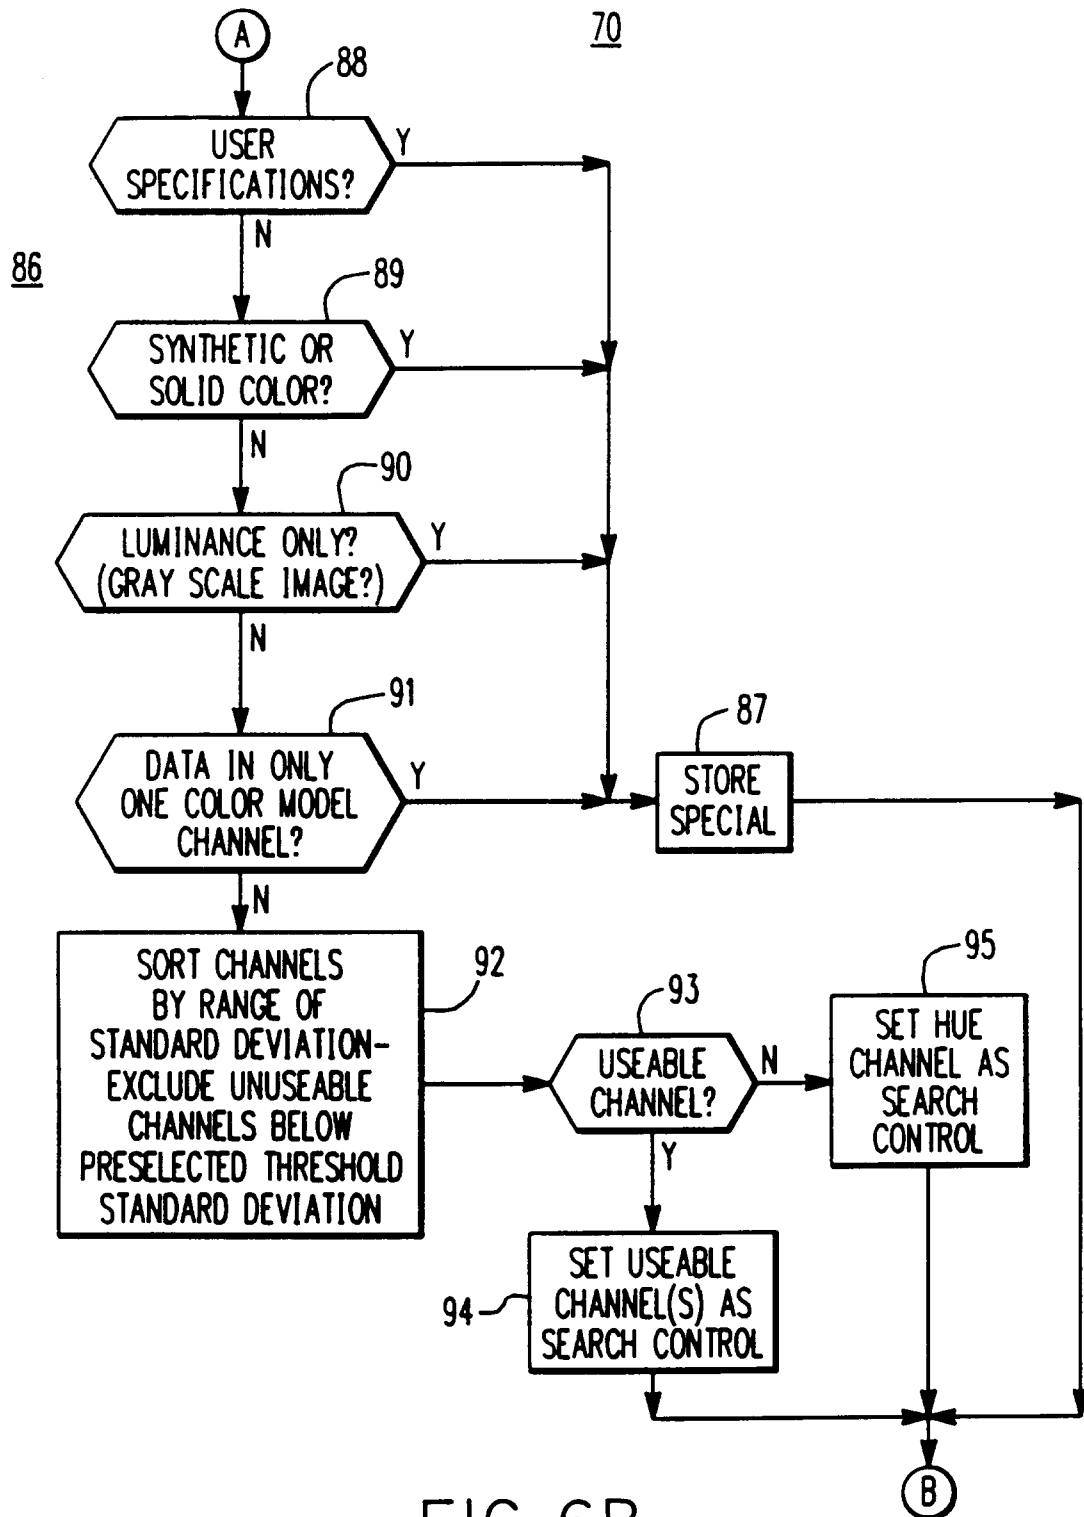 A
70
88
USER
SPECIFICATIONS?
Y
N
86
89
SYNTHETIC OR
SOLID COLOR?
Y
N
90
LUMINANCE ONLY?
(GRAY SCALE IMAGE?)
Y
N
91
DATA IN ONLY
ONE COLOR MODEL
CHANNEL?
Y
N
87
STORE
SPECIAL
92
SORT CHANNELS
BY RANGE OF
STANDARD DEVIATION-
EXCLUDE UNUSEABLE
CHANNELS BELOW
PRESELECTED THRESHOLD
STANDARD DEVIATION
93
USEABLE
CHANNEL?
N
Y
95
SET HUE
CHANNEL AS
SEARCH
CONTROL
94
SET USEABLE
CHANNEL(S) AS
SEARCH CONTROL
B
FIG. 6B